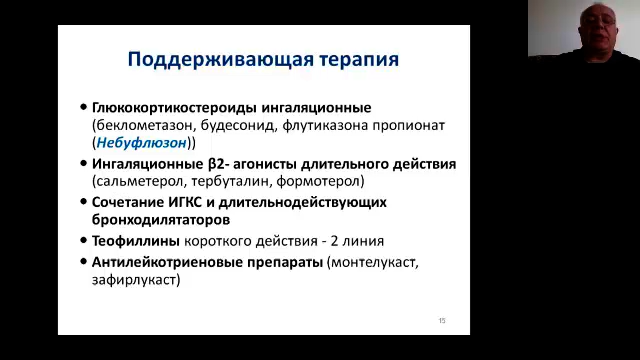 Поддерживающая терапия
• Глюкокортикостероиды ингаляционные
(беклометазон, будесонид, флутиказона пропионат
(Небуфлюзон))
• Ингаляционные β2- агонисты длительного действия
(сальметерол, тербуталин, формотерол)
• Сочетание ИГКС и длительнодействующих
бронходилятаторов
• Теофиллины короткого действия - 2 линия
• Антилейкотриеновые препараты (монтелукаст,
зафирлукаст)
15